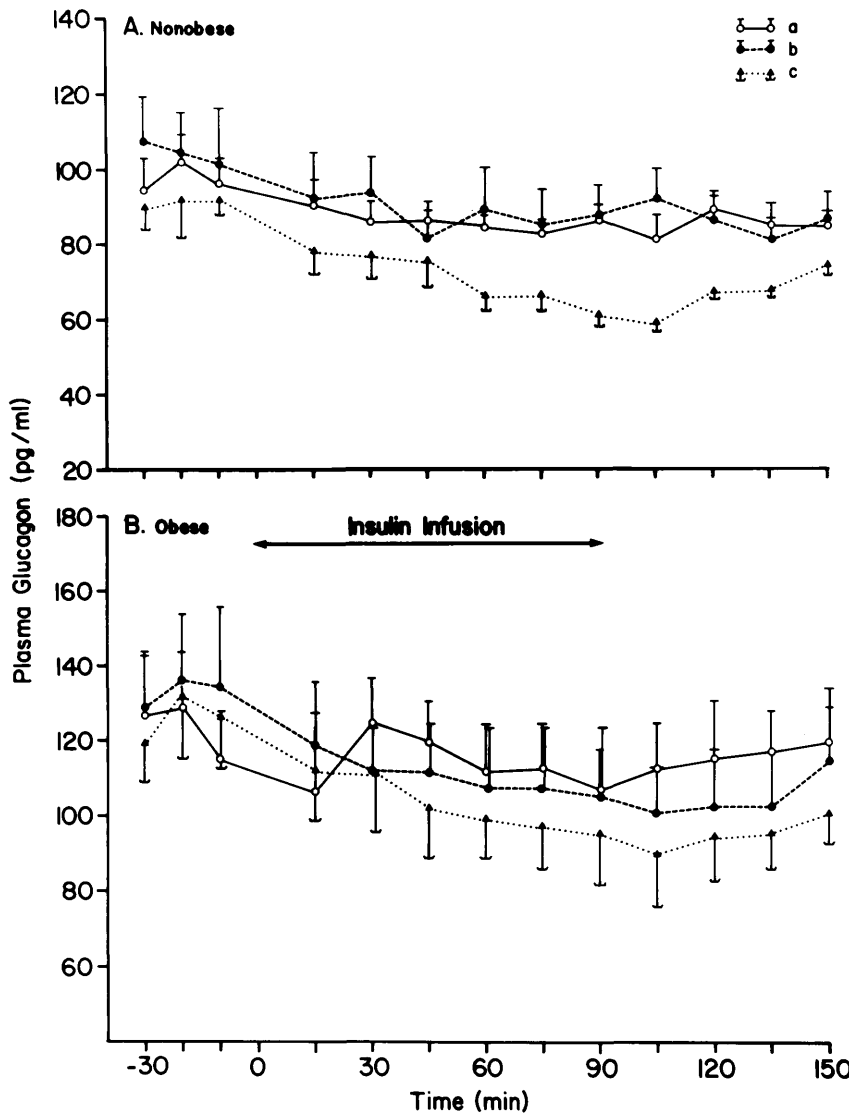 140
A. Nonobese
a
b
c
120
100
80
60
40
20
Plasma Glucagon (pg/ml)
180
B. Obese
Insulin Infusion
160
140
120
100
80
60
-30 0 30 60 90 120 150
Time (min)